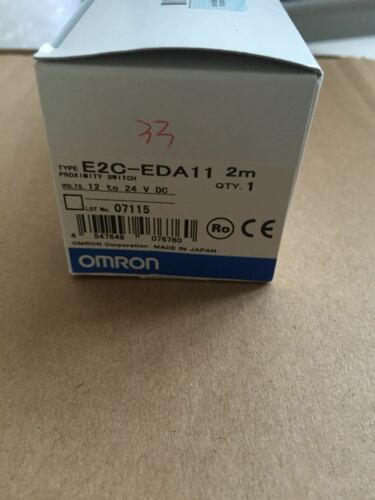 33
TYPE E2C-EDA11 2m
PROXIMITY SWITCH
VOLTS. 12 to 24 V DC QTY. 1
LOT No. 07115
4 547648 076760
Ro CE
OMRON Corporation MADE IN JAPAN
OMRON